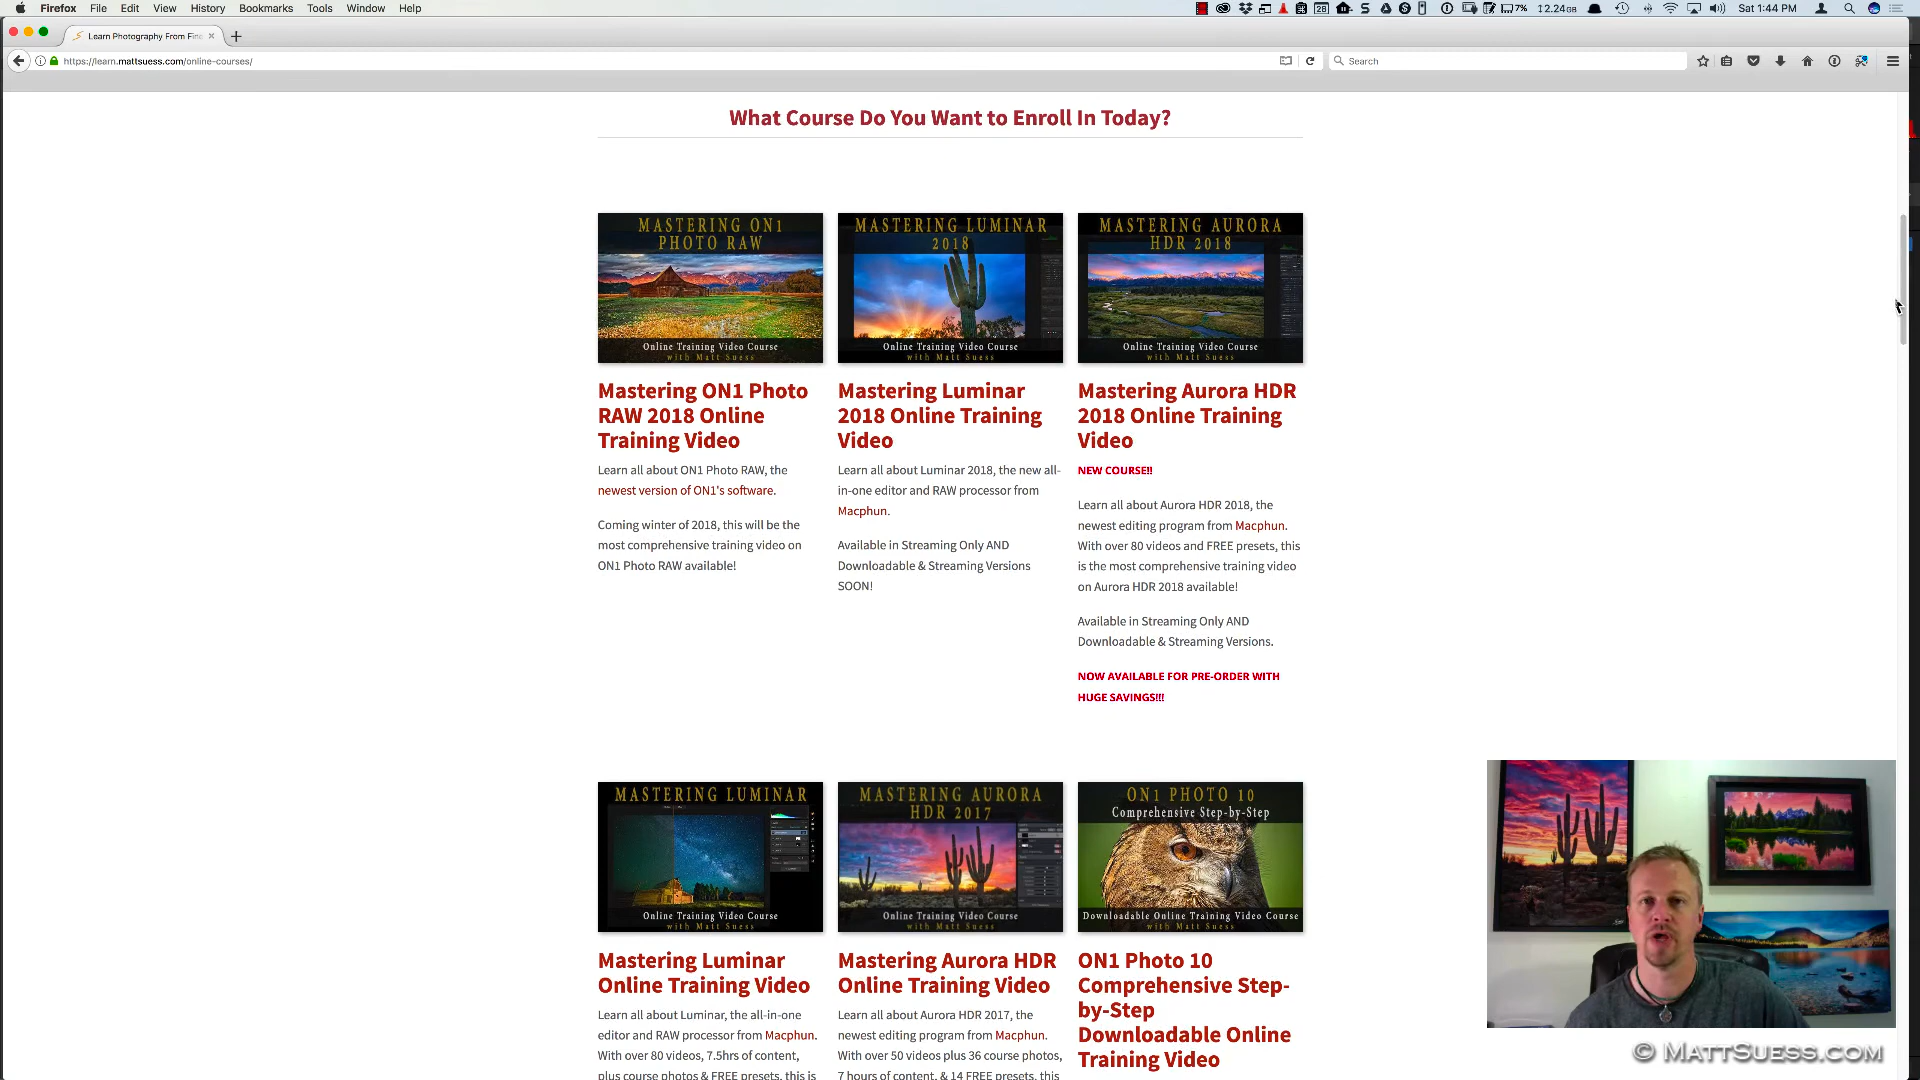 Firefox File Edit View History Bookmarks Tools Window Help
28 7% 2.24GB Sat 1:44 PM
Learn Photography From Fine
https://learn.mattsuess.com/online-courses/
Search
What Course Do You Want to Enroll In Today?
MASTERING ON1
PHOTO RAW
Online Training Video Course
with Matt Suess
MASTERING LUMINAR
2018
Online Training Video Course
with Matt Suess
MASTERING AURORA
HDR 2018
Online Training Video Course
with Matt Suess
Mastering ON1 Photo
RAW 2018 Online
Training Video
Learn all about ON1 Photo RAW, the
newest version of ON1's software.
Coming winter of 2018, this will be the
most comprehensive training video on
ON1 Photo RAW available!
Mastering Luminar
2018 Online Training
Video
Learn all about Luminar 2018, the new all-
in-one editor and RAW processor from
Macphun.
Available in Streaming Only AND
Downloadable & Streaming Versions
SOON!
Mastering Aurora HDR
2018 Online Training
Video
NEW COURSE!!
Learn all about Aurora HDR 2018, the
newest editing program from Macphun.
With over 80 videos and FREE presets, this
is the most comprehensive training video
on Aurora HDR 2018 available!
Available in Streaming Only AND
Downloadable & Streaming Versions.
NOW AVAILABLE FOR PRE-ORDER WITH
HUGE SAVINGS!!!
MASTERING LUMINAR
Online Training Video Course
with Matt Suess
MASTERING AURORA
HDR 2017
Online Training Video Course
with Matt Suess
ON1 PHOTO 10
Comprehensive Step-by-Step
Downloadable Online Training Video Course
with Matt Suess
Mastering Luminar
Online Training Video
Learn all about Luminar, the all-in-one
editor and RAW processor from Macphun.
With over 80 videos, 7.5hrs of content,
plus course photos & FREE presets, this is
Mastering Aurora HDR
Online Training Video
Learn all about Aurora HDR 2017, the
newest editing program from Macphun.
With over 50 videos plus 36 course photos,
7 hours of content, & 14 FREE presets, this
ON1 Photo 10
Comprehensive Step-
by-Step
Downloadable Online
Training Video
© MATTSUESS.COM